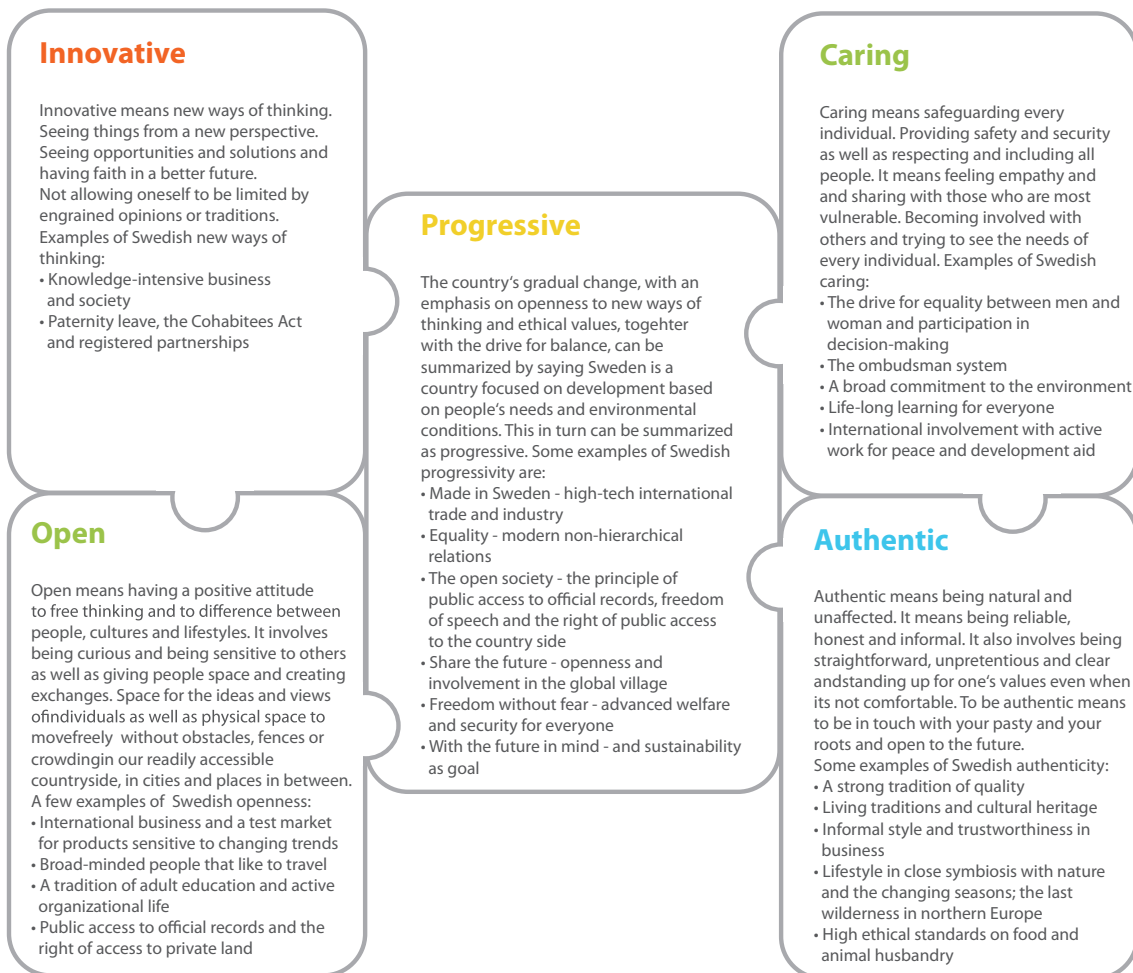 Innovative
Innovative means new ways of thinking.
Seeing things from a new perspective.
Seeing opportunities and solutions and
having faith in a better future.
Not allowing oneself to be limited by
engrained opinions or traditions.
Examples of Swedish new ways of
thinking:
• Knowledge-intensive business
and society
• Paternity leave, the Cohabitees Act
and registered partnerships
Open
Open means having a positive attitude
to free thinking and to difference between
people, cultures and lifestyles. It involves
being curious and being sensitive to others
as well as giving people space and creating
exchanges. Space for the ideas and views
ofindividuals as well as physical space to
movefreely without obstacles, fences or
crowdingin our readily accessible
countryside, in cities and places in between.
A few examples of Swedish openness:
• International business and a test market
for products sensitive to changing trends
• Broad-minded people that like to travel
• A tradition of adult education and active
organizational life
• Public access to official records and the
right of access to private land
Progressive
The country‘s gradual change, with an
emphasis on openness to new ways of
thinking and ethical values, togehter
with the drive for balance, can be
summarized by saying Sweden is a
country focused on development based
on people‘s needs and environmental
conditions. This in turn can be summarized
as progressive. Some examples of Swedish
progressivity are:
• Made in Sweden - high-tech international
trade and industry
• Equality - modern non-hierarchical
relations
• The open society - the principle of
public access to official records, freedom
of speech and the right of public access
to the country side
• Share the future - openness and
involvement in the global village
• Freedom without fear - advanced welfare
and security for everyone
• With the future in mind - and sustainability
as goal
Caring
Caring means safeguarding every
individual. Providing safety and security
as well as respecting and including all
people. It means feeling empathy and
and sharing with those who are most
vulnerable. Becoming involved with
others and trying to see the needs of
every individual. Examples of Swedish
caring:
• The drive for equality between men and
woman and participation in
decision-making
• The ombudsman system
• A broad commitment to the environment
• Life-long learning for everyone
• International involvement with active
work for peace and development aid
Authentic
Authentic means being natural and
unaffected. It means being reliable,
honest and informal. It also involves being
straightforward, unpretentious and clear
andstanding up for one‘s values even when
its not comfortable. To be authentic means
to be in touch with your pasty and your
roots and open to the future.
Some examples of Swedish authenticity:
• A strong tradition of quality
• Living traditions and cultural heritage
• Informal style and trustworthiness in
business
• Lifestyle in close symbiosis with nature
and the changing seasons; the last
wilderness in northern Europe
• High ethical standards on food and
animal husbandry